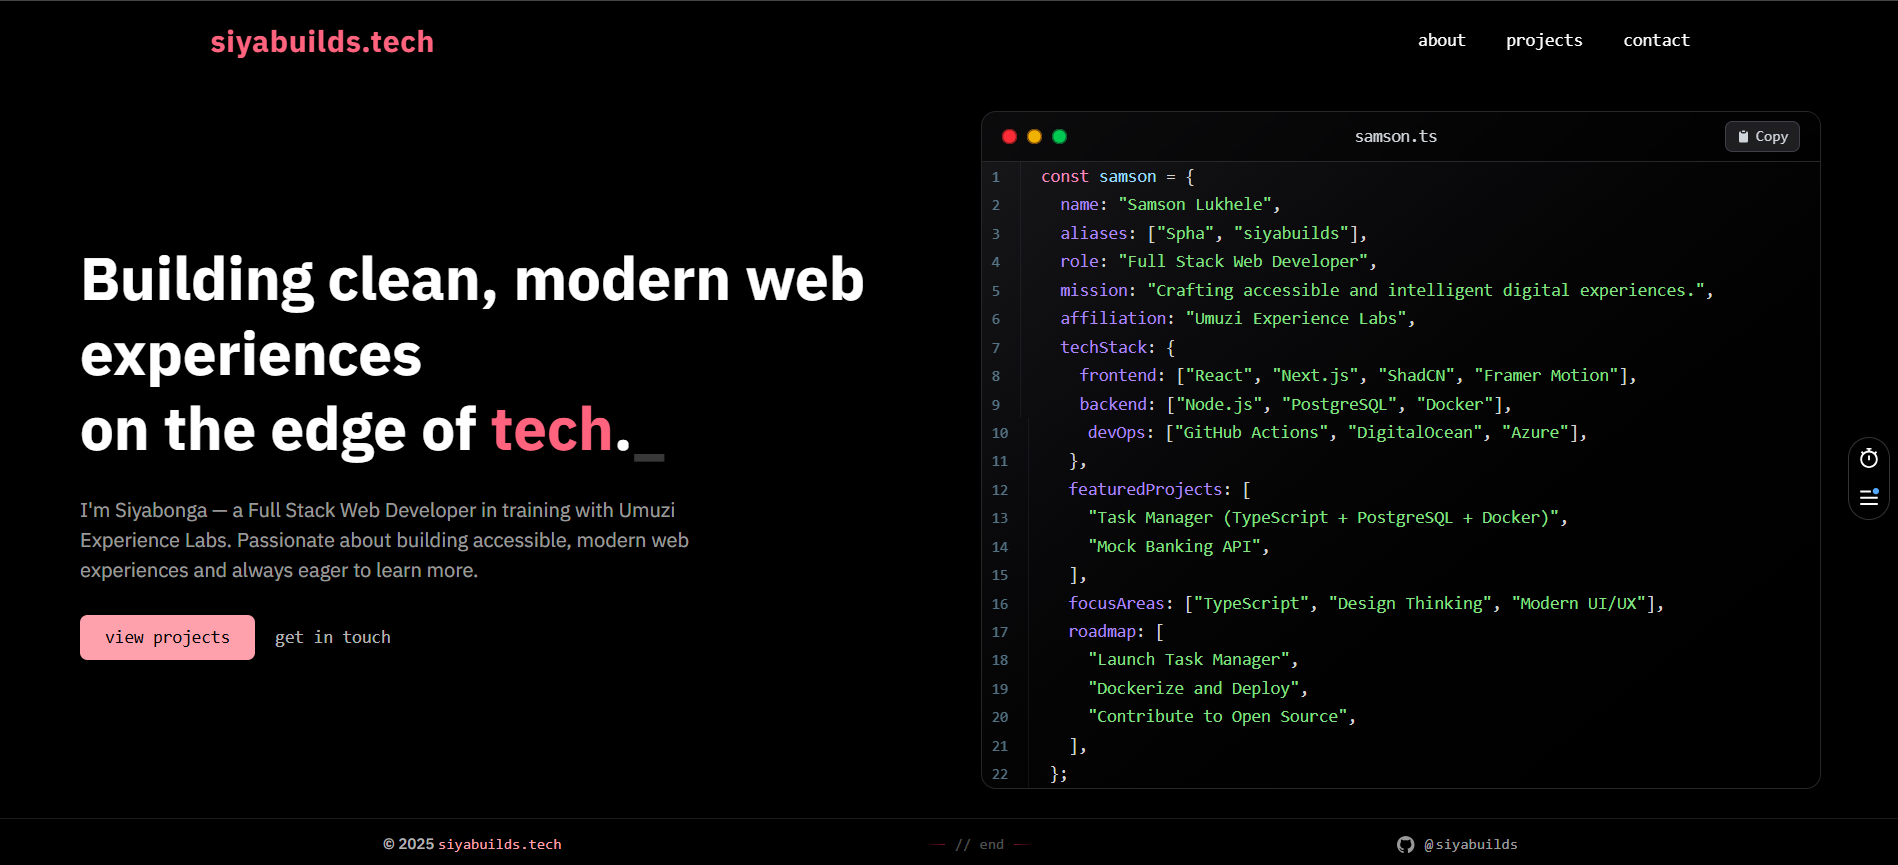 siyabuilds.tech
about projects contact
Building clean, modern web
experiences
on the edge of tech._
I'm Siyabonga — a Full Stack Web Developer in training with Umuzi
Experience Labs. Passionate about building accessible, modern web
experiences and always eager to learn more.
view projects get in touch
samson.ts
Copy
1 const samson = {
2 name: "Samson Lukhele",
3 aliases: ["Spha", "siyabuilds"],
4 role: "Full Stack Web Developer",
5 mission: "Crafting accessible and intelligent digital experiences.",
6 affiliation: "Umuzi Experience Labs",
7 techStack: {
8 frontend: ["React", "Next.js", "ShadCN", "Framer Motion"],
9 backend: ["Node.js", "PostgreSQL", "Docker"],
10 devOps: ["GitHub Actions", "DigitalOcean", "Azure"],
11 },
12 featuredProjects: [
13 "Task Manager (TypeScript + PostgreSQL + Docker)",
14 "Mock Banking API",
15 ],
16 focusAreas: ["TypeScript", "Design Thinking", "Modern UI/UX"],
17 roadmap: [
18 "Launch Task Manager",
19 "Dockerize and Deploy",
20 "Contribute to Open Source",
21 ],
22 };
© 2025 siyabuilds.tech
// end
@siyabuilds